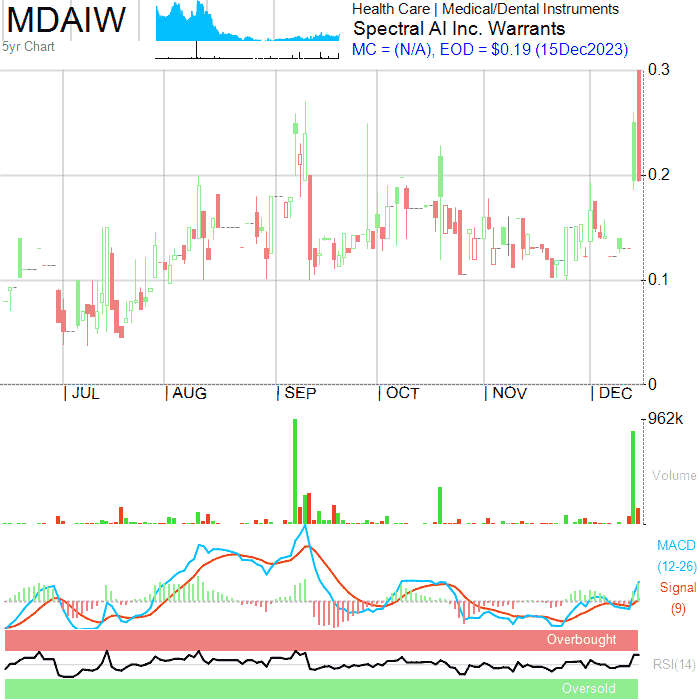 MDAIW
5yr Chart
Health Care | Medical/Dental Instruments
Spectral AI Inc. Warrants
MC = (N/A), EOD = $0.19 (15Dec2023)
0.3
0.2
0.1
0
| JUL | AUG | SEP | OCT | NOV | DEC
962k
Volume
MACD
(12-26)
Signal
(9)
Overbought
RSI(14)
Oversold